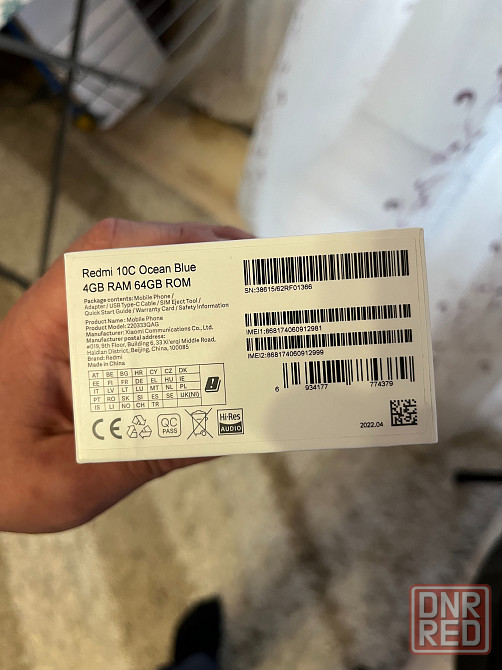 Redmi 10C Ocean Blue
4GB RAM 64GB ROM
Package contents: Mobile Phone /
Adapter / USB Type-C Cable / SIM Eject Tool /
Quick Start Guide / Warranty Card / Safety Information
Product Name: Mobile Phone
Product Model: 220333QAG
Manufacturer: Xiaomi Communications Co., Ltd.
Manufacturer postal address:
#019, 9th Floor, Building 6, 33 Xi'erqi Middle Road,
Haidian District, Beijing, China, 100085
Brand: Redmi
Made in China
AT BE BG HR CY CZ DK
EE FI FR DE EL HU IE
IT LV LT LU MT NL PL
PT RO SK SI ES SE UK(NI)
IS LI NO CH TR
CE
QC
PASS
Hi-Res
AUDIO
SN:38615/62RF01366
IMEI1:868174060912981
IMEI2:868174060912999
6 934177 774379
2022.04
DNR
RED